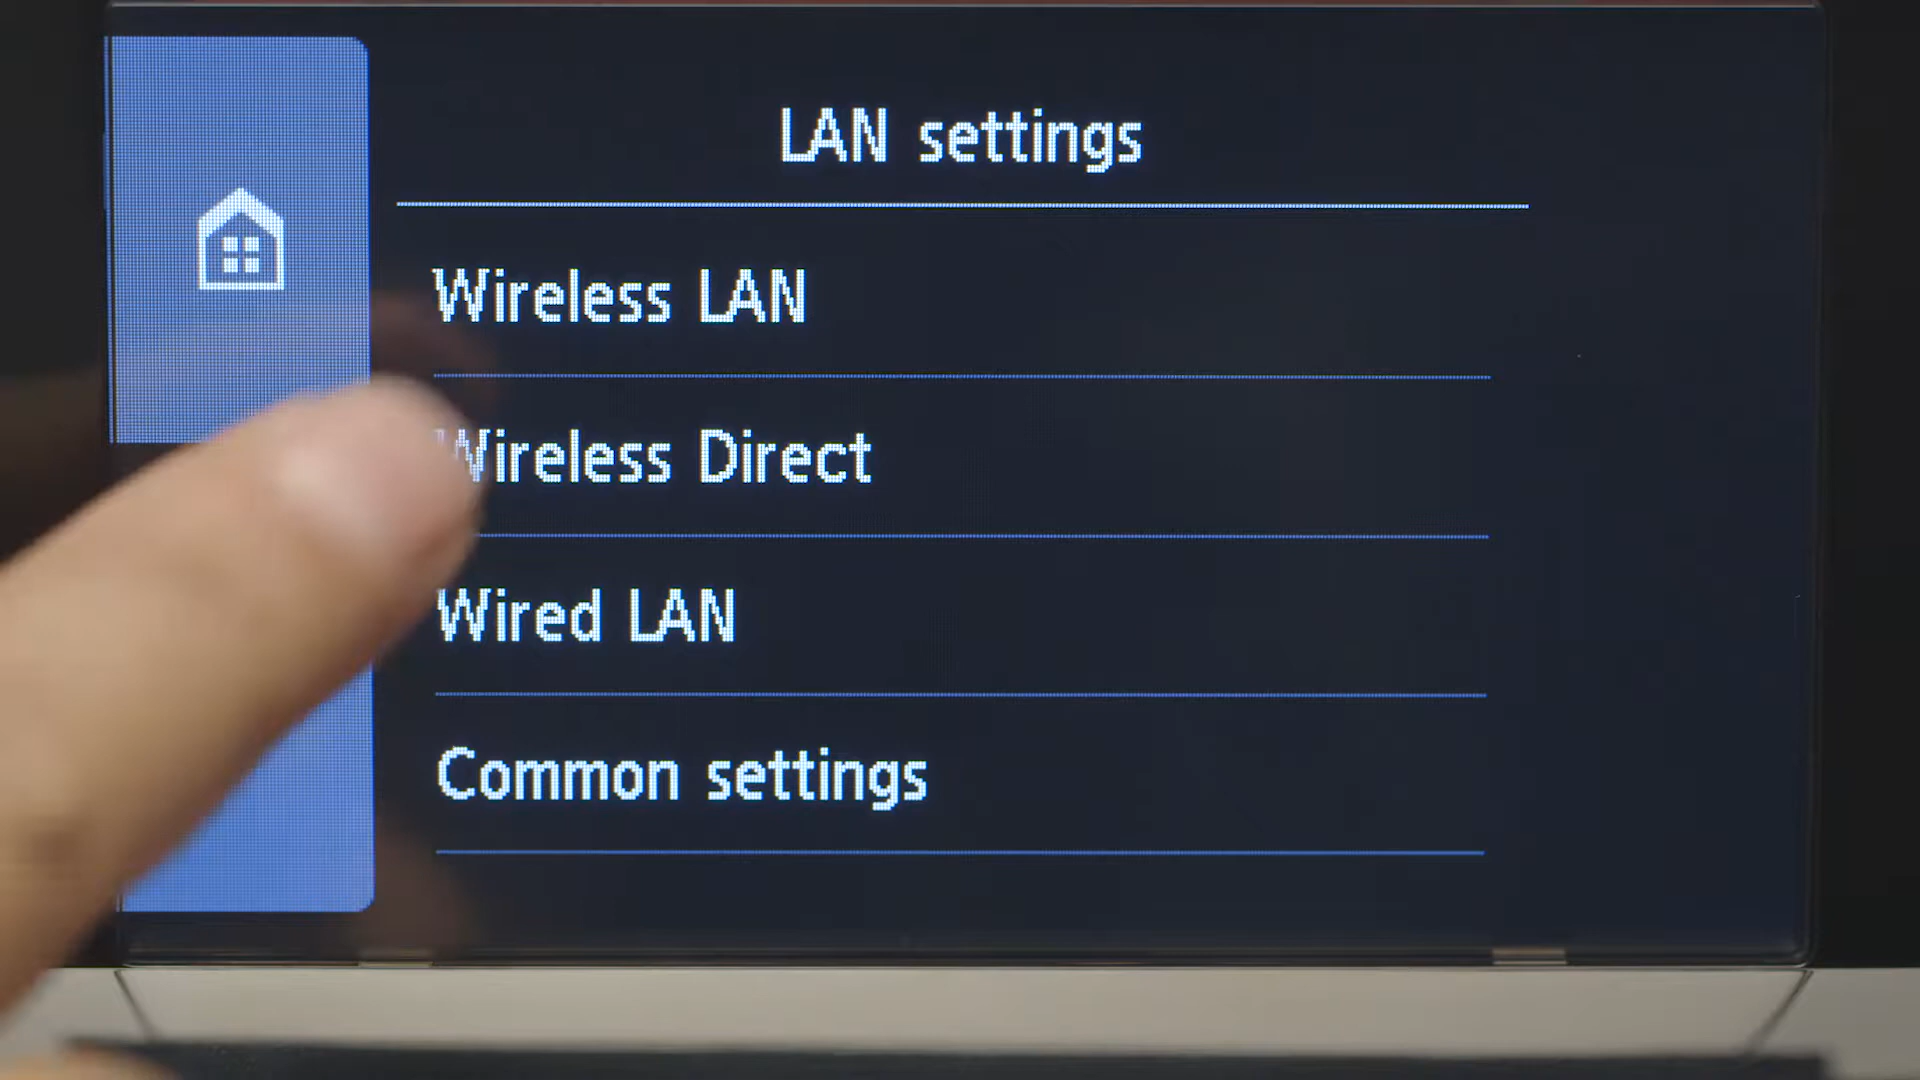 LAN settings
Wireless LAN
Wireless Direct
Wired LAN
Common settings